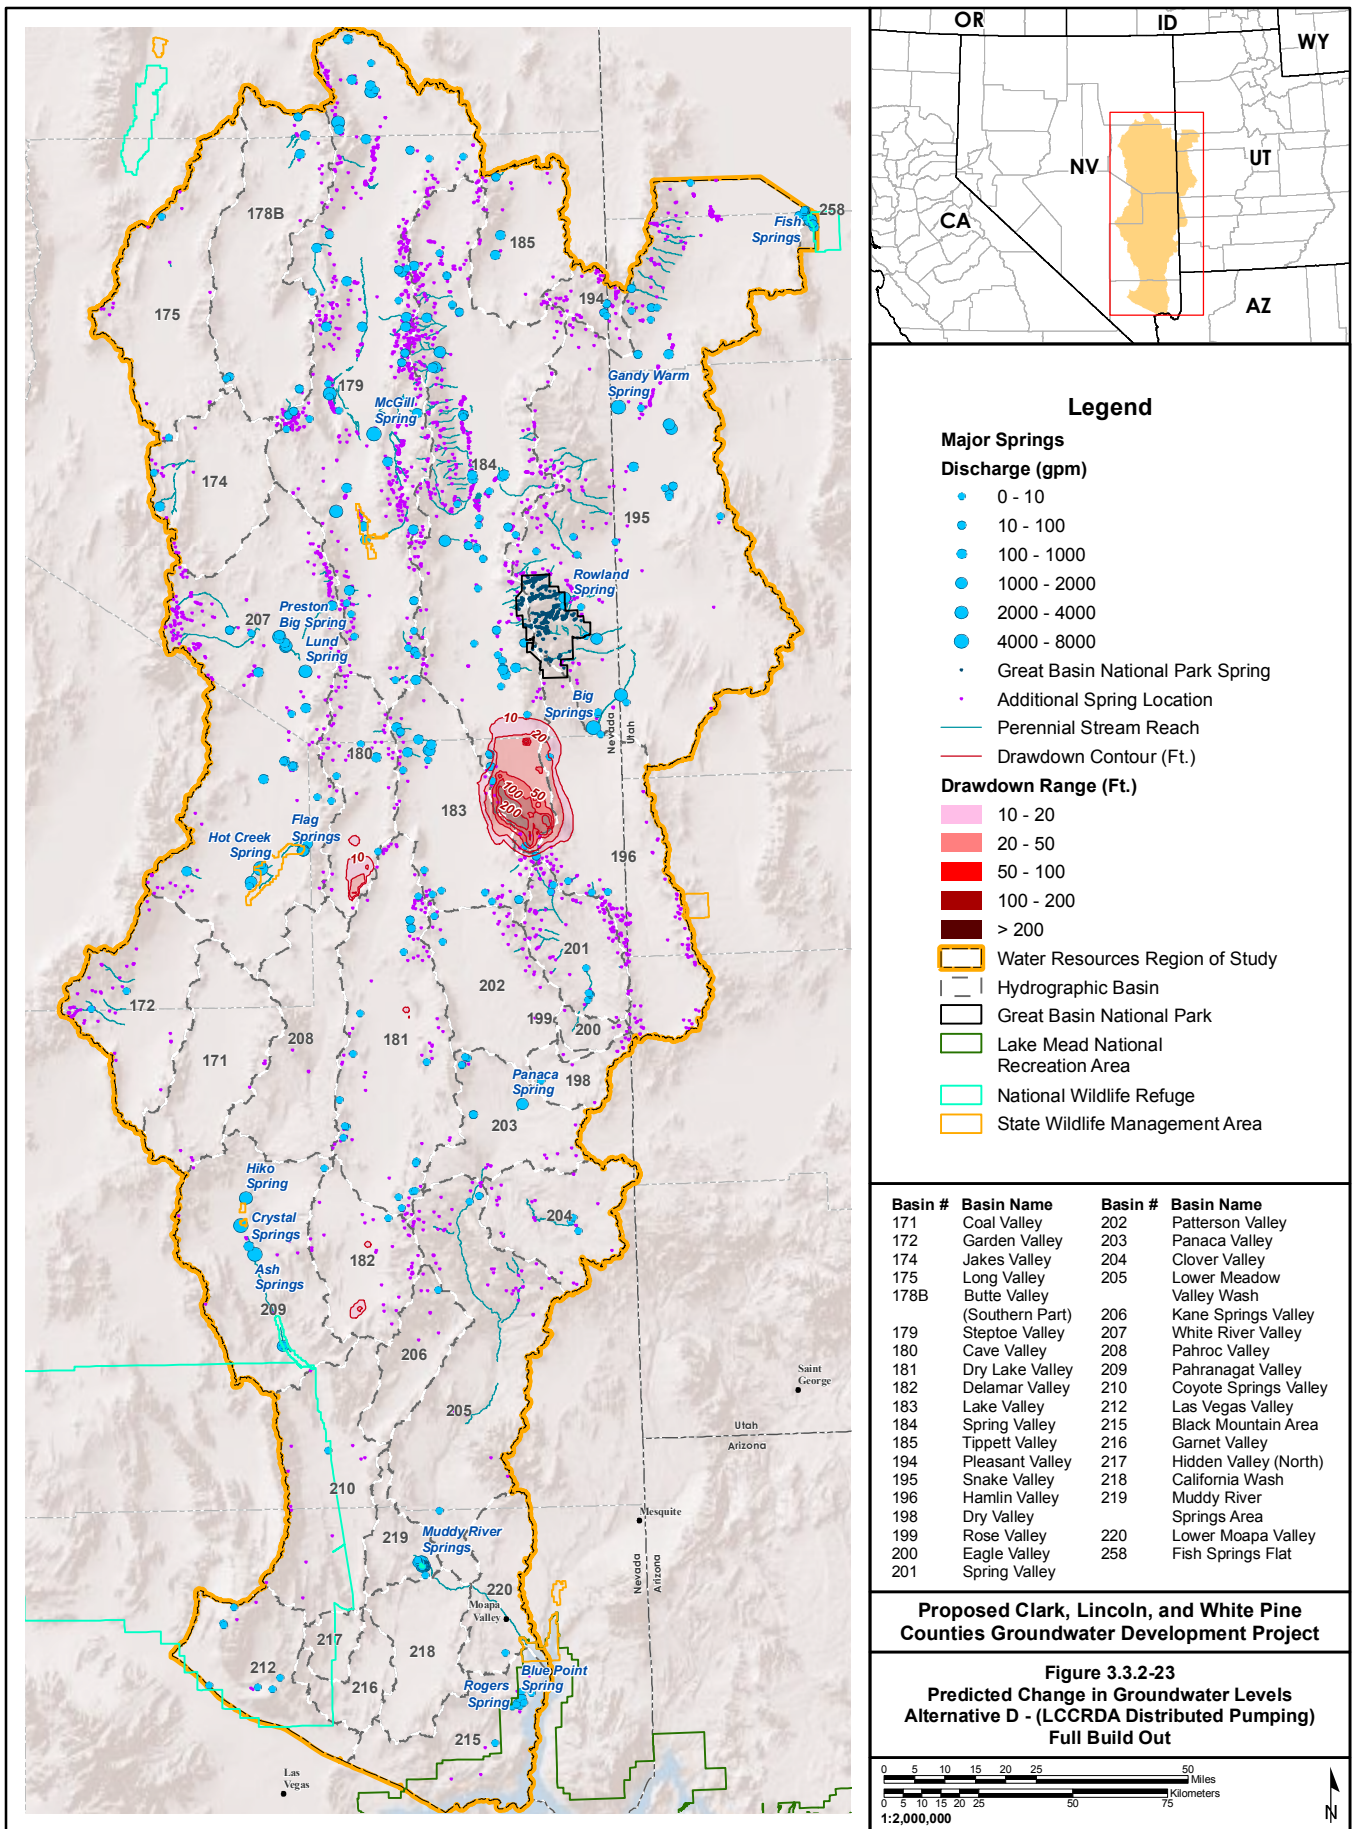 OR
ID
WY
NV
UT
CA
AZ
258
Fish
Springs
178B
185
194
175
179
Gandy Warm
Spring
McGill
Spring
184
174
195
Rowland
Spring
Preston
Big Spring
207
Lund
Spring
Big
Springs
Nevada
Utah
10
20
180
100
50
200
183
Flag
Springs
Hot Creek
Spring
10
196
201
202
172
199
200
208
181
171
Panaca
Spring
198
203
Hiko
Spring
Crystal
Springs
204
182
Ash
Springs
209
206
Saint
George
205
Utah
Arizona
210
Mesquite
219
Muddy River
Springs
Nevada
Arizona
220
Moapa
Valley
217
218
212
216
Blue Point
Spring
Rogers
Spring
215
Las
Vegas
Legend
Major Springs
Discharge (gpm)
0 - 10
10 - 100
100 - 1000
1000 - 2000
2000 - 4000
4000 - 8000
Great Basin National Park Spring
Additional Spring Location
Perennial Stream Reach
Drawdown Contour (Ft.)
Drawdown Range (Ft.)
10 - 20
20 - 50
50 - 100
100 - 200
> 200
Water Resources Region of Study
Hydrographic Basin
Great Basin National Park
Lake Mead National
Recreation Area
National Wildlife Refuge
State Wildlife Management Area
Basin # Basin Name Basin # Basin Name
171 Coal Valley 202 Patterson Valley
172 Garden Valley 203 Panaca Valley
174 Jakes Valley 204 Clover Valley
175 Long Valley 205 Lower Meadow
178B Butte Valley Valley Wash
(Southern Part) 206 Kane Springs Valley
179 Steptoe Valley 207 White River Valley
180 Cave Valley 208 Pahroc Valley
181 Dry Lake Valley 209 Pahranagat Valley
182 Delamar Valley 210 Coyote Springs Valley
183 Lake Valley 212 Las Vegas Valley
184 Spring Valley 215 Black Mountain Area
185 Tippett Valley 216 Garnet Valley
194 Pleasant Valley 217 Hidden Valley (North)
195 Snake Valley 218 California Wash
196 Hamlin Valley 219 Muddy River
198 Dry Valley Springs Area
199 Rose Valley 220 Lower Moapa Valley
200 Eagle Valley 258 Fish Springs Flat
201 Spring Valley
Proposed Clark, Lincoln, and White Pine
Counties Groundwater Development Project
Figure 3.3.2-23
Predicted Change in Groundwater Levels
Alternative D - (LCCRDA Distributed Pumping)
Full Build Out
0 5 10 15 20 25 50
Miles
Kilometers
0 5 10 15 20 25 50 75
1:2,000,000
N